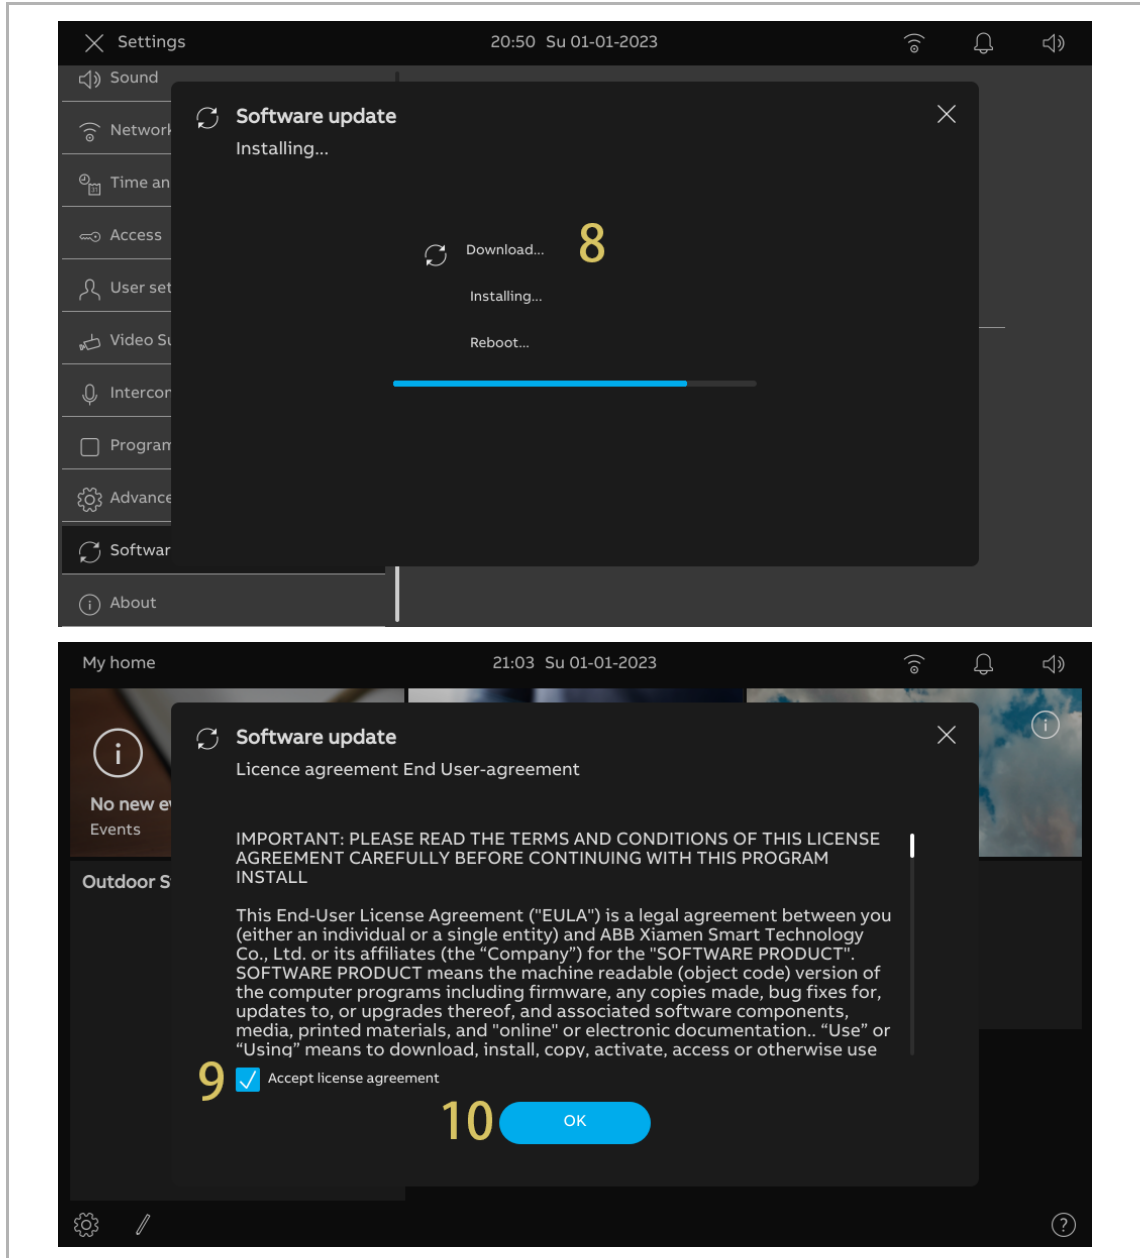 Settings
20:50 Su 01-01-2023
Sound
Software update
Network
Installing...
Time an
Access
Download...
8
User set
Installing...
Video Su
Reboot...
Intercom
Program
Advance
Softwar
About
My home
21:03 Su 01-01-2023
Software update
Licence agreement End User-agreement
No new ev
Events
IMPORTANT: PLEASE READ THE TERMS AND CONDITIONS OF THIS LICENSE
AGREEMENT CAREFULLY BEFORE CONTINUING WITH THIS PROGRAM
INSTALL
Outdoor S
This End-User License Agreement ("EULA") is a legal agreement between you
(either an individual or a single entity) and ABB Xiamen Smart Technology
Co., Ltd. or its affiliates (the “Company”) for the "SOFTWARE PRODUCT".
SOFTWARE PRODUCT means the machine readable (object code) version of
the computer programs including firmware, any copies made, bug fixes for,
updates to, or upgrades thereof, and associated software components,
media, printed materials, and "online" or electronic documentation.. “Use” or
“Using” means to download, install, copy, activate, access or otherwise use
9
Accept license agreement
10
OK